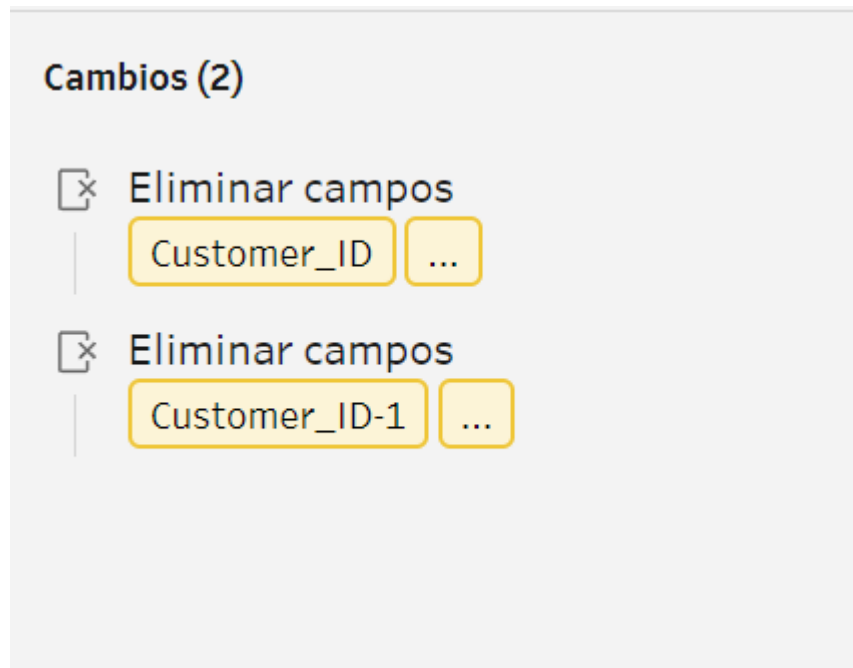 Cambios (2)
Eliminar campos
Customer_ID ...
Eliminar campos
Customer_ID-1 ...